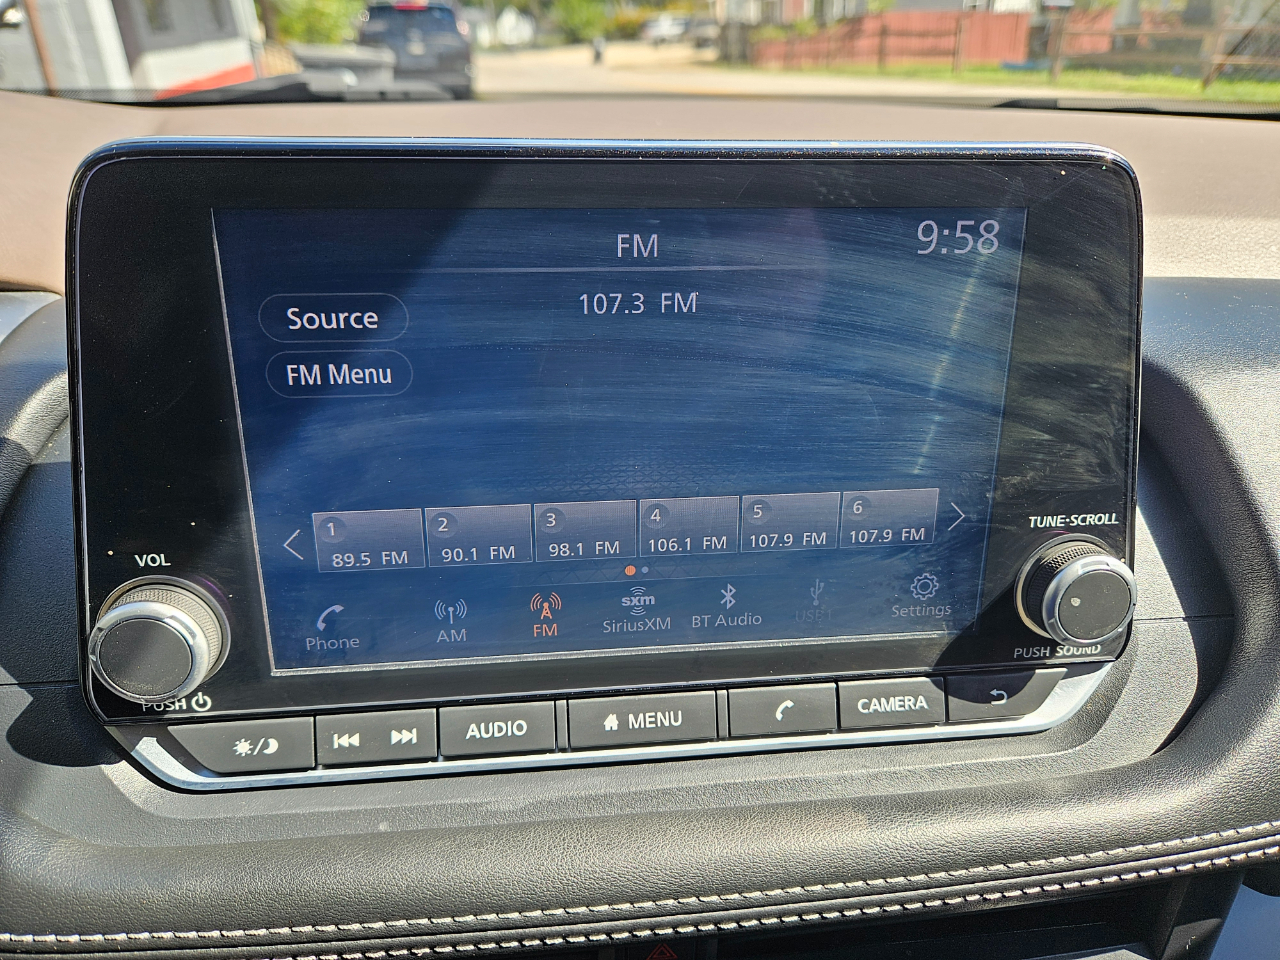 FM
9:58
107.3 FM
Source
FM Menu
1
2
3
4
5
6
89.5 FM
90.1 FM
98.1 FM
106.1 FM
107.9 FM
107.9 FM
Phone
AM
FM
sxm
SiriusXM
BT Audio
USB1
Settings
VOL
PUSH
TUNE•SCROLL
PUSH SOUND
AUDIO
MENU
CAMERA